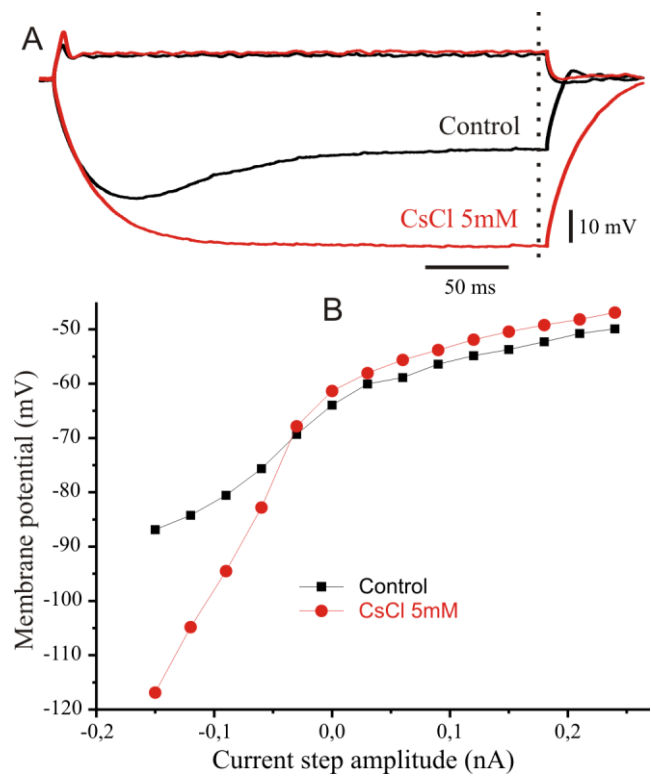 A
Control
CsCl 5mM
10 mV
50 ms
B
-50
-60
-70
-80
-90
-100
-110
-120
Membrane potential (mV)
Control
CsCl 5mM
-0,2
-0,1
0,0
0,1
0,2
Current step amplitude (nA)